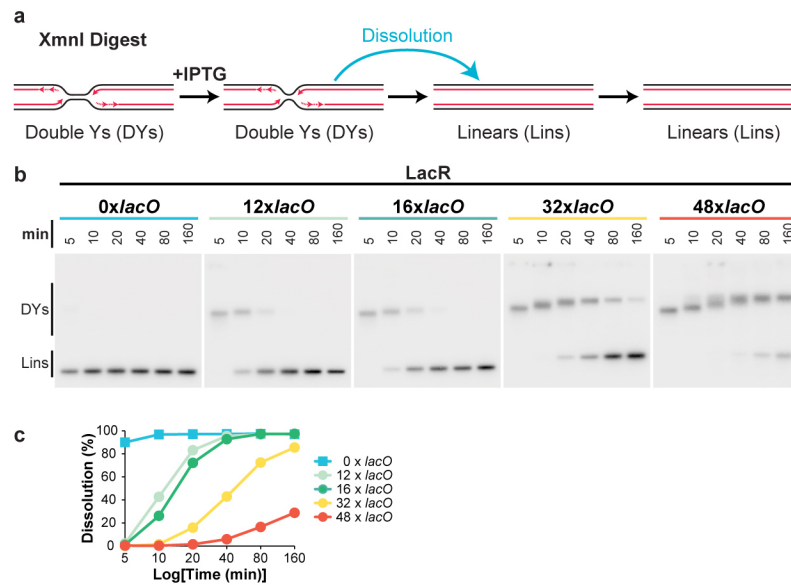 a
XmnI Digest
Dissolution
+IPTG
Double Ys (DYs) Double Ys (DYs) Linears (Lins) Linears (Lins)
b
LacR
0xlacO 12xlacO 16xlacO 32xlacO 48xlacO
min 5 10 20 40 80 160 5 10 20 40 80 160 5 10 20 40 80 160 5 10 20 40 80 160 5 10 20 40 80 160
DYs
Lins
c
Dissolution (%)
100
80
60
40
20
0
5 10 20 40 80 160
Log[Time (min)]
0 x lacO
12 x lacO
16 x lacO
32 x lacO
48 x lacO